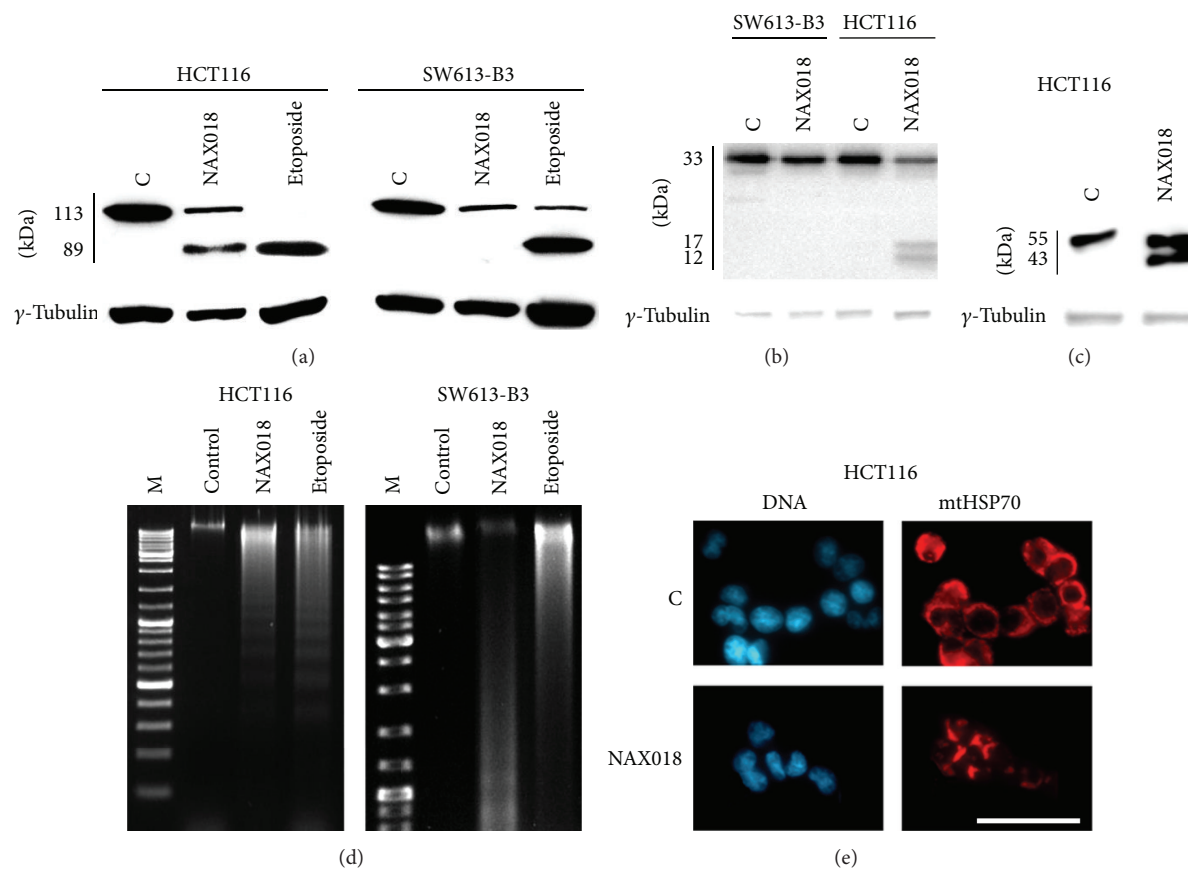 HCT116
SW613-B3
C
NAX018
Etoposide
C
NAX018
Etoposide
(kDa)
113
89
γ-Tubulin
(a)
SW613-B3
HCT116
C
NAX018
C
NAX018
(kDa)
33
17
12
γ-Tubulin
(b)
HCT116
C
NAX018
(kDa)
55
43
γ-Tubulin
(c)
HCT116
M
Control
NAX018
Etoposide
SW613-B3
M
Control
NAX018
Etoposide
(d)
HCT116
DNA
mtHSP70
C
NAX018
(e)